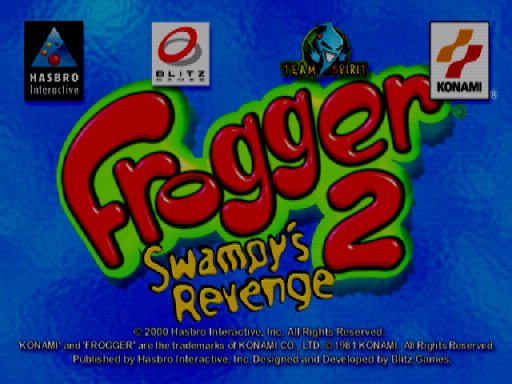 HASBRO
Interactive
BLITZ
GAMES
TEAM SPIRIT
KONAMI
®
Frogger
2
Swampy's
Revenge
© 2000 Hasbro Interactive, Inc. All Rights Reserved.
'KONAMI' and 'FROGGER' are the trademarks of KONAMI CO., LTD. © 1981 KONAMI. All Rights Reserved.
Published by Hasbro Interactive, Inc. Designed and Developed by Blitz Games.